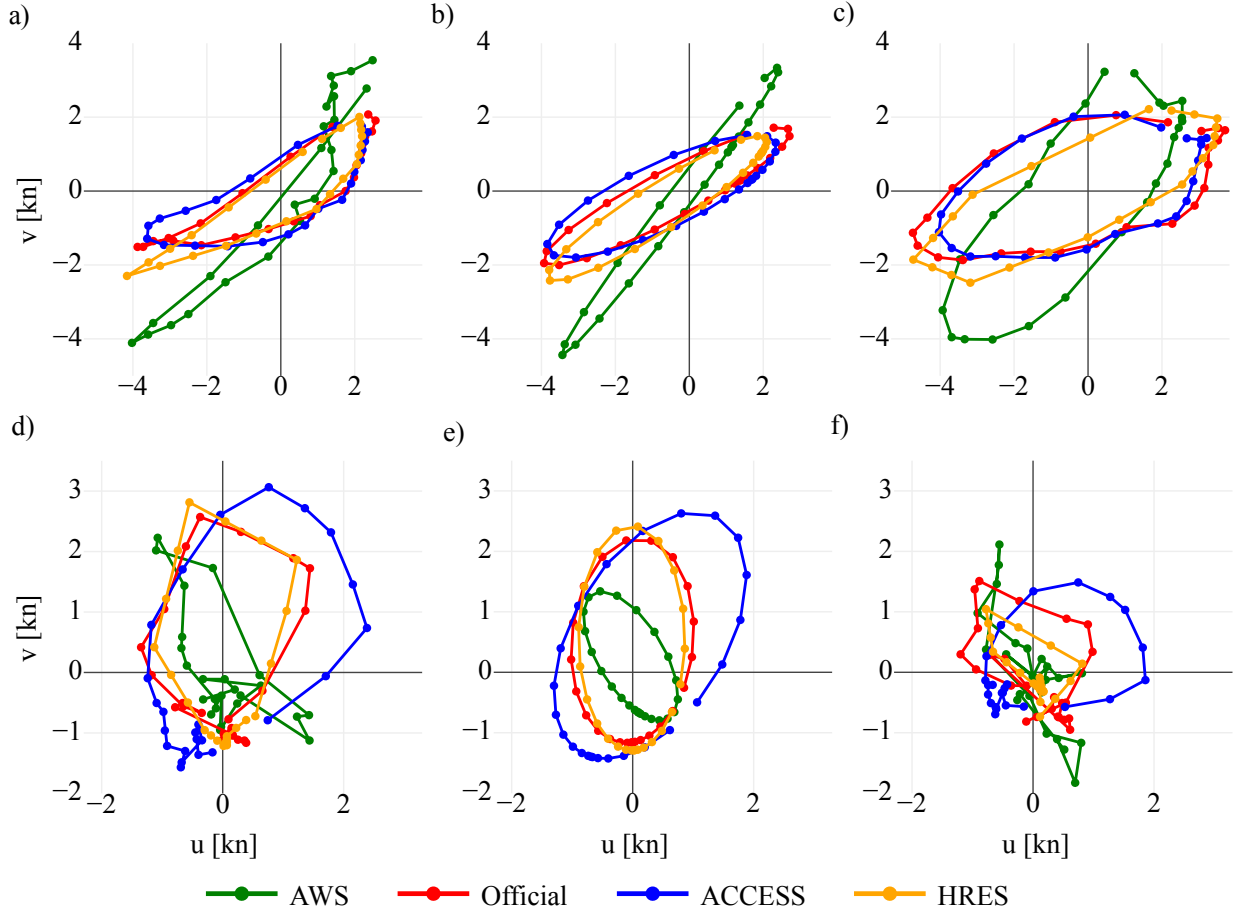 a) b) c)
4 4 4
2 2 2
0 0 0
−2 −2 −2
−4 −4 −4
v [kn]
−4 −2 0 2 −4 −2 0 2 −4 −2 0 2
d) e) f)
3 3 3
2 2 2
1 1 1
0 0 0
−1 −1 −1
−2 −2 −2
v [kn]
−2 0 2 −2 0 2 −2 0 2
u [kn] u [kn] u [kn]
AWS Official ACCESS HRES